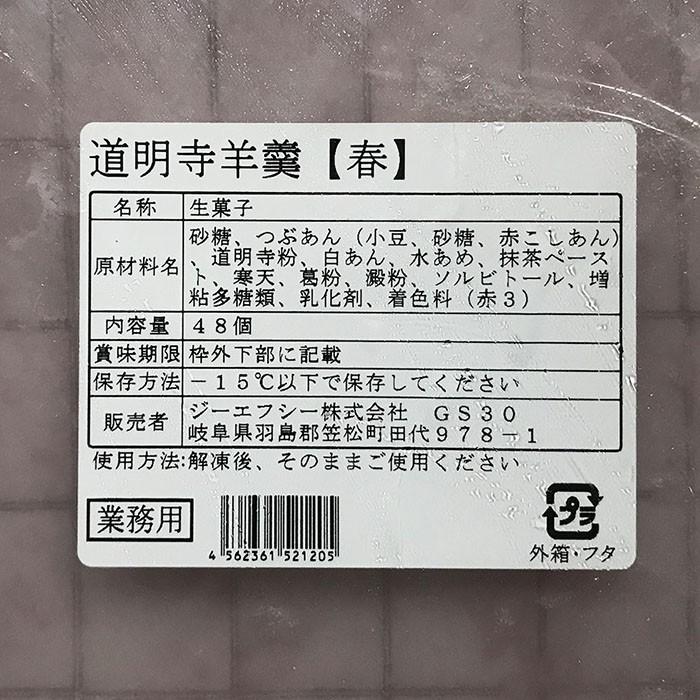 道明寺羊羹【春】
名称 生菓子
原材料名 砂糖、つぶあん（小豆、砂糖、赤こしあん）
、道明寺粉、白あん、水あめ、抹茶ペース
ト、寒天、葛粉、澱粉、ソルビトール、増
粘多糖類、乳化剤、着色料（赤３）
内容量 ４８個
賞味期限 枠外下部に記載
保存方法 －１５℃以下で保存してください
販売者 ジーエフシー株式会社　ＧＳ３０
岐阜県羽島郡笠松町田代９７８－１
使用方法:解凍後、そのままご使用ください
業務用
4 562361 521205
プラ
外箱・フタ